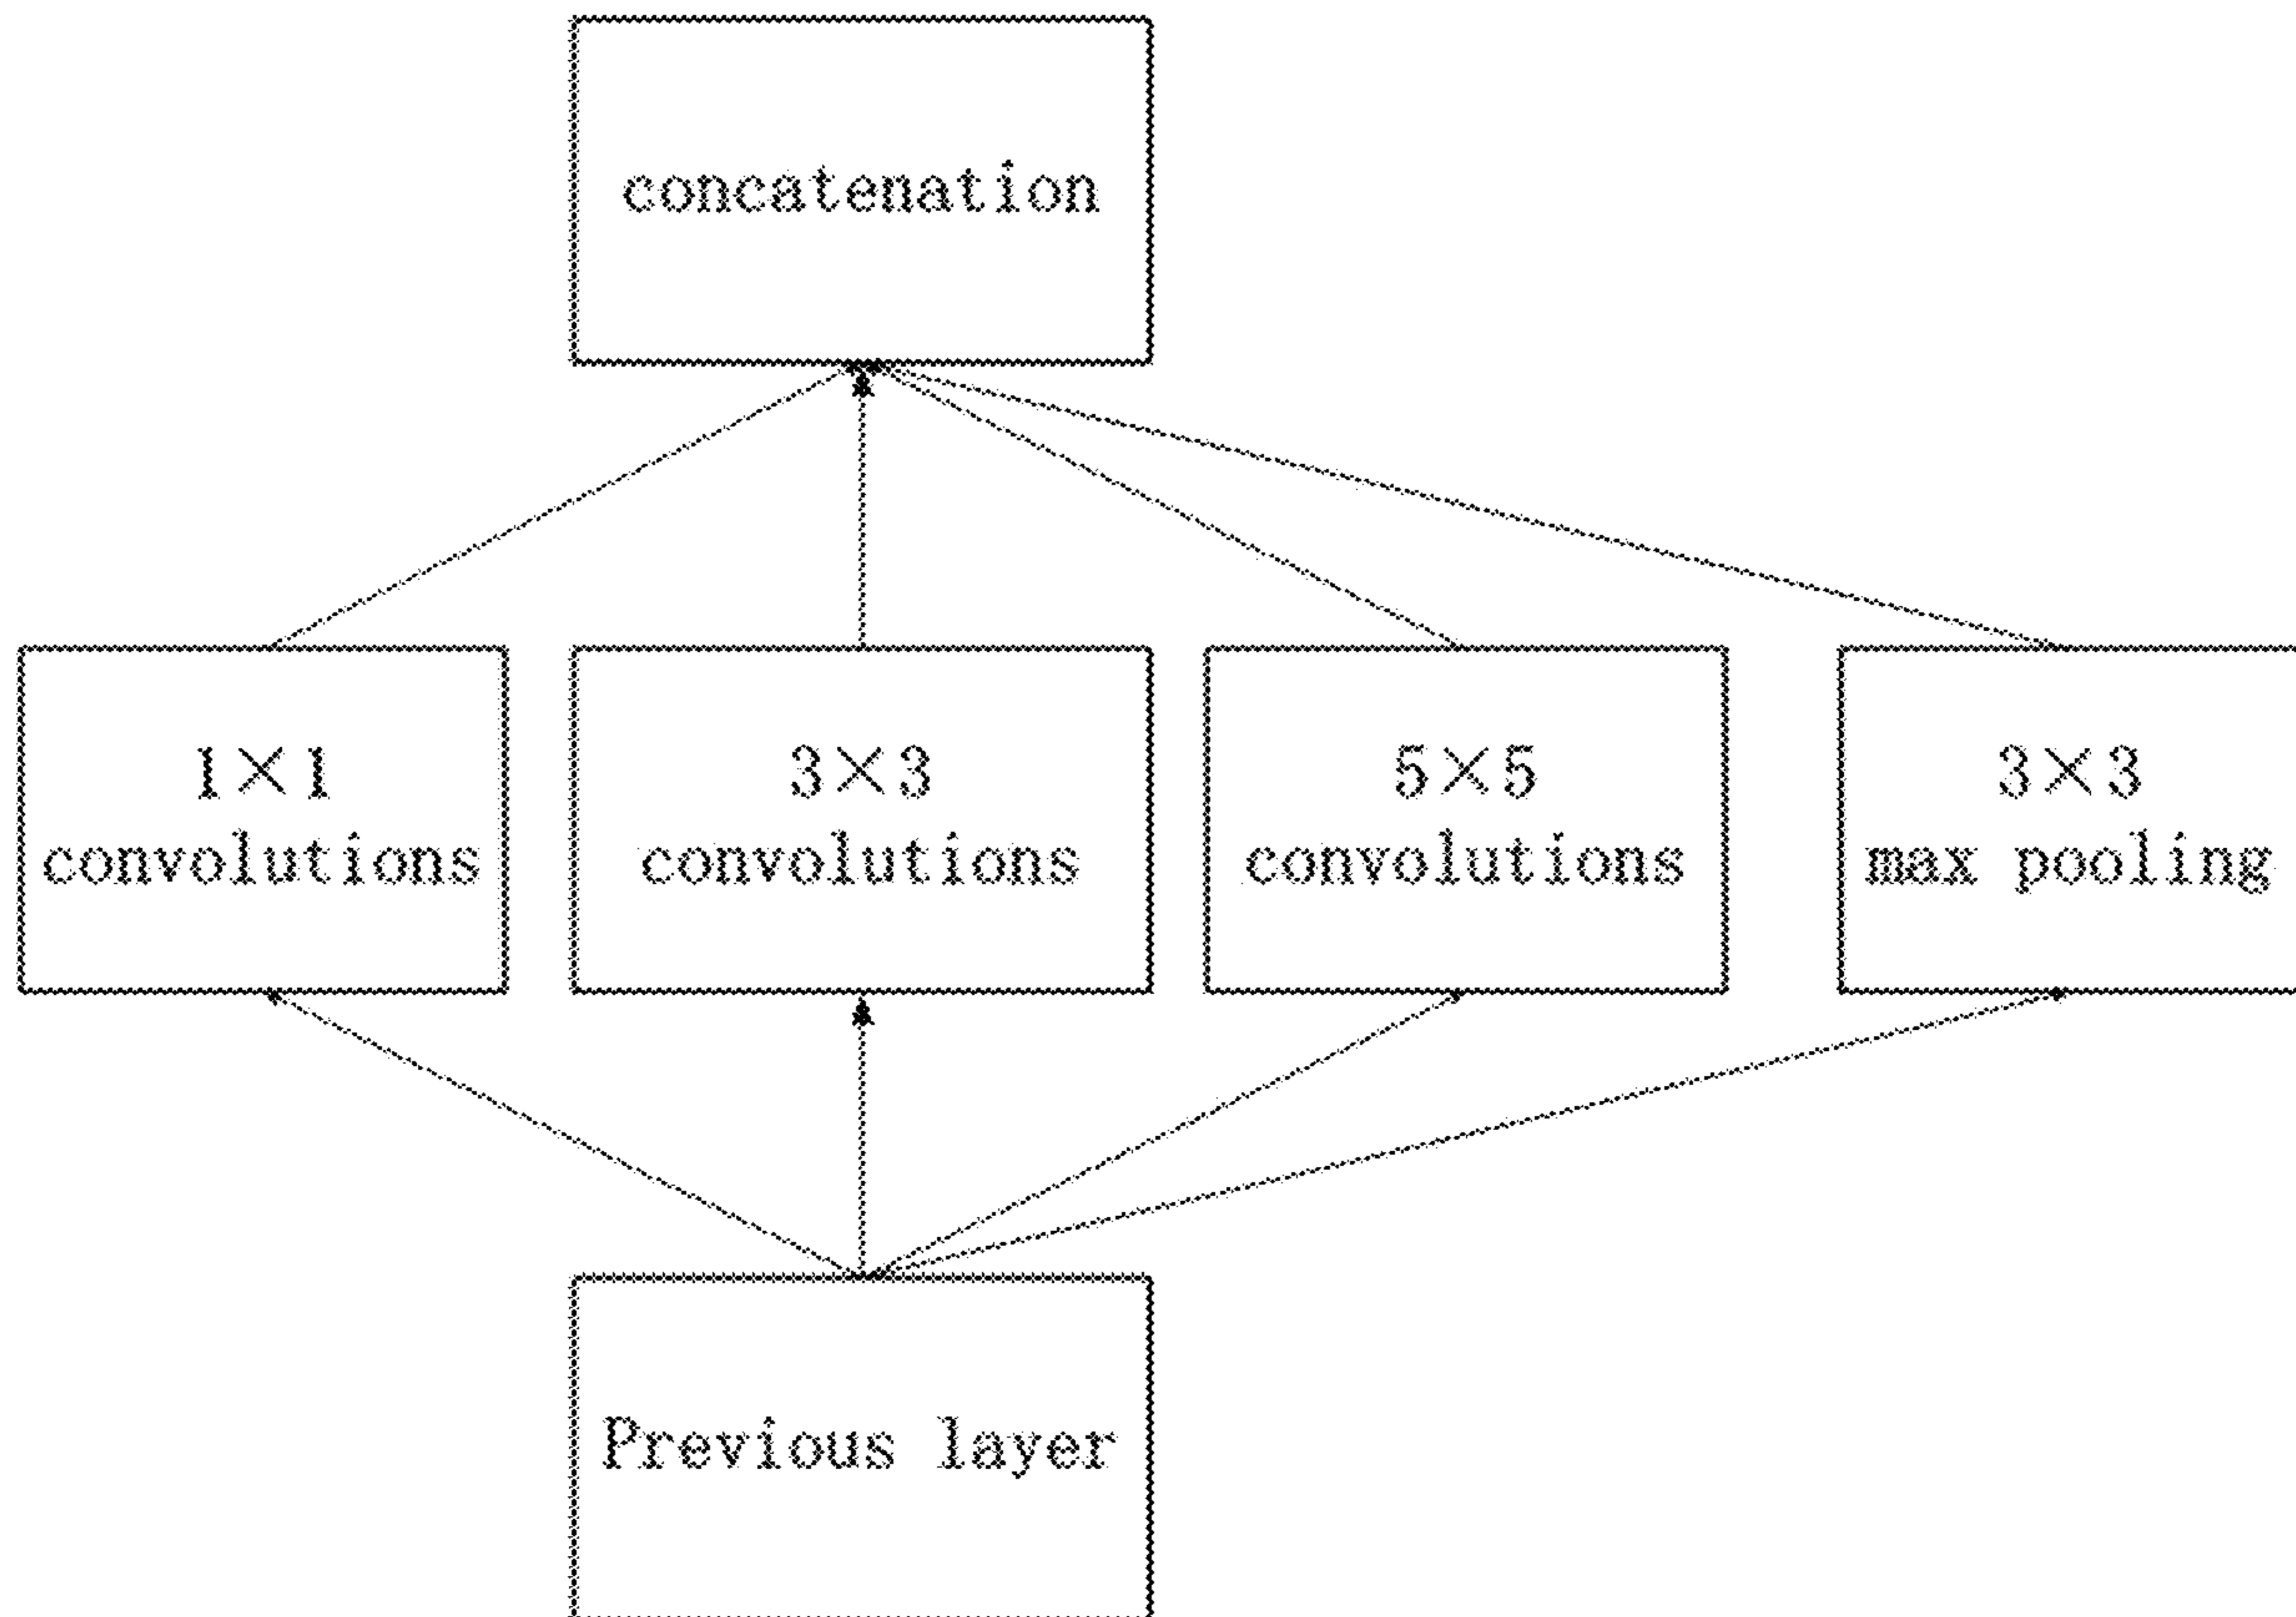 concatenation
1×1
convolutions
3×3
convolutions
5×5
convolutions
3×3
max pooling
Previous layer